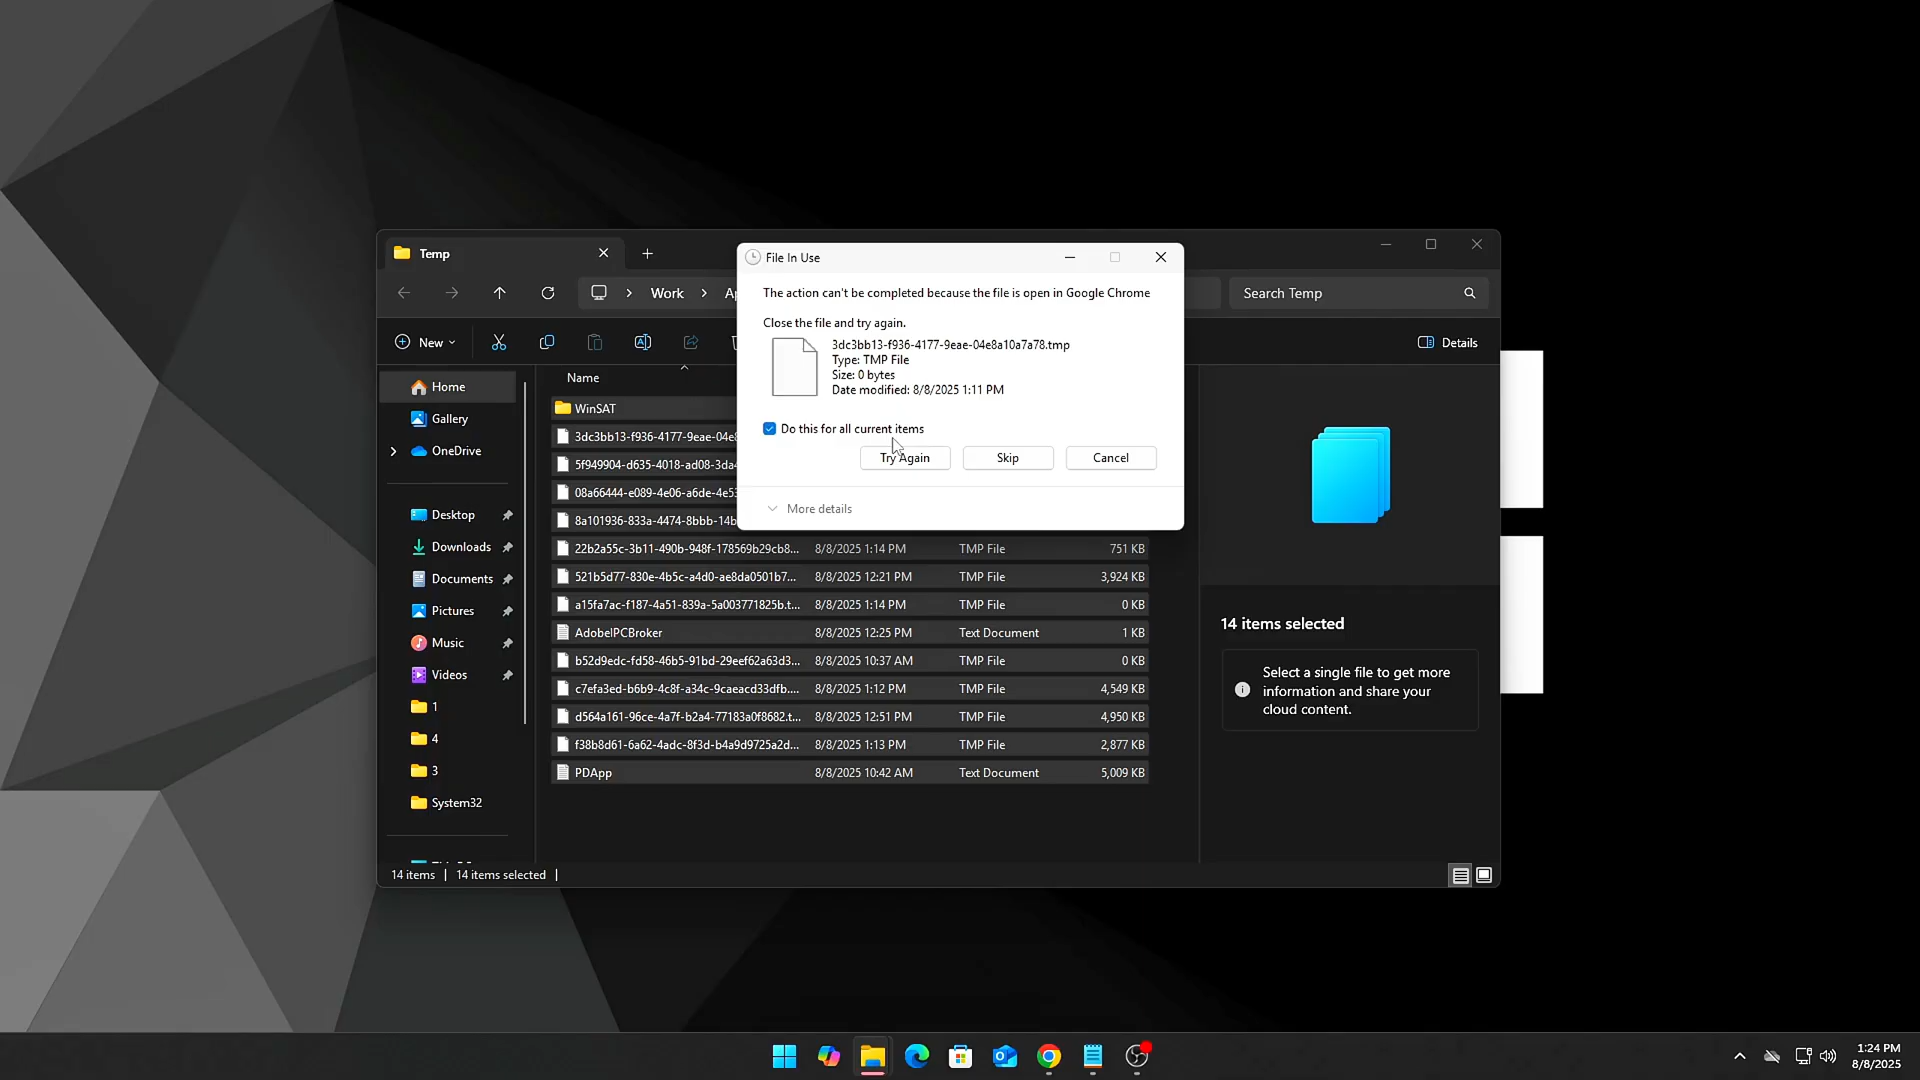 Temp
File In Use
Work
Search Temp
The action can't be completed because the file is open in Google Chrome
Close the file and try again.
3dc3bb13-f936-4177-9eae-04e8a10a7a78.tmp
Type: TMP File
Size: 0 bytes
Date modified: 8/8/2025 1:11 PM
New
Details
Name
Do this for all current items
Try Again
Skip
Cancel
More details
Home
Gallery
OneDrive
Desktop
Downloads
Documents
Pictures
Music
Videos
1
4
3
System32
WinSAT
3dc3bb13-f936-4177-9eae-04e8
5f949904-d635-4018-ad08-3da4
08a66444-e089-4e06-a6de-4e53
8a101936-833a-4474-8bbb-14b
22b2a55c-3b11-490b-948f-178569b29cb8... 8/8/2025 1:14 PM TMP File 751 KB
521b5d77-830e-4b5c-a4d0-ae8da0501b7... 8/8/2025 12:21 PM TMP File 3,924 KB
a15fa7ac-f187-4a51-839a-5a003771825b.t... 8/8/2025 1:14 PM TMP File 0 KB
AdobeIPCBroker 8/8/2025 12:25 PM Text Document 1 KB
b52d9edc-fd58-46b5-91bd-29eef62a63d3... 8/8/2025 10:37 AM TMP File 0 KB
c7efa3ed-b6b9-4c8f-a34c-9caeacd33dfb.... 8/8/2025 1:12 PM TMP File 4,549 KB
d564a161-96ce-4a7f-b2a4-77183a0f8682.t... 8/8/2025 12:51 PM TMP File 4,950 KB
f38b8d61-6a62-4adc-8f3d-b4a9d9725a2d... 8/8/2025 1:13 PM TMP File 2,877 KB
PDApp 8/8/2025 10:42 AM Text Document 5,009 KB
14 items selected
Select a single file to get more
information and share your
cloud content.
14 items
14 items selected
1:24 PM
8/8/2025